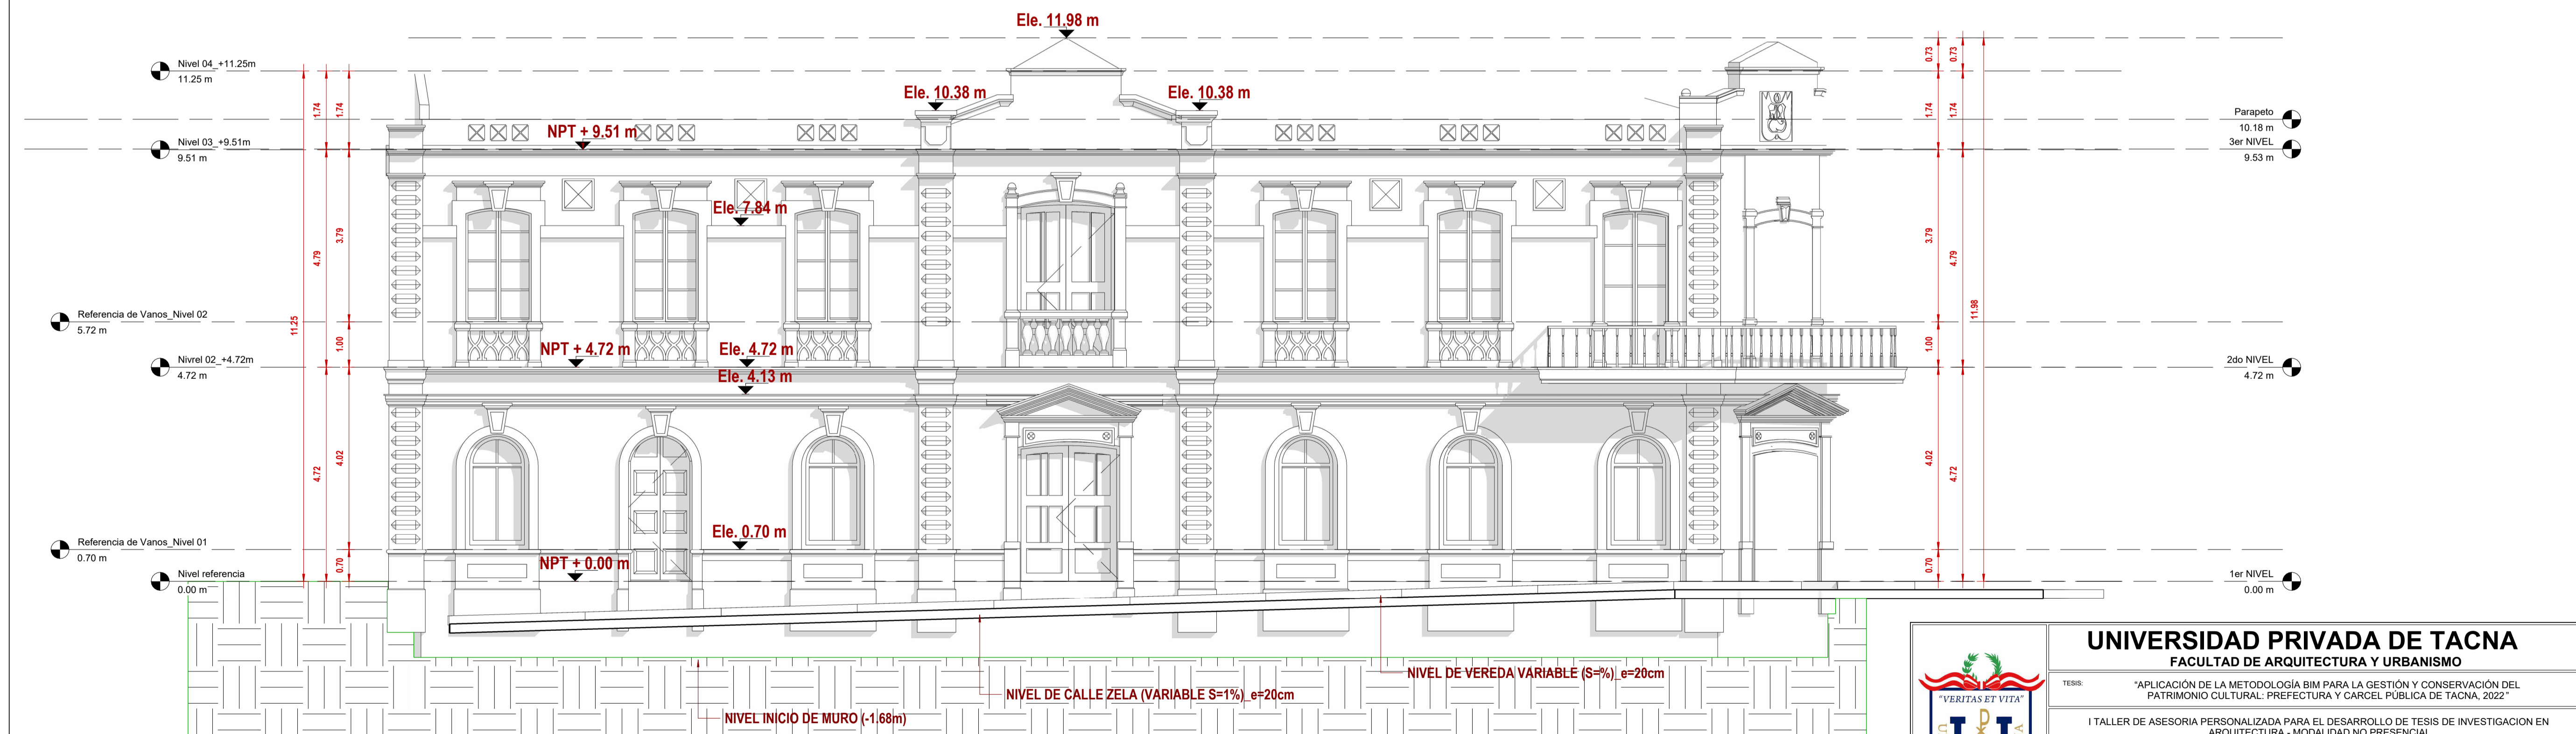 Ele. 11.98 m
Nivel 04_+11.25m
11.25 m
Ele. 10.38 m
Ele. 10.38 m
NPT + 9.51 m
Nivel 03_+9.51m
9.51 m
Parapeto
10.18 m
3er NIVEL
9.53 m
Ele. 7.84 m
Referencia de Vanos_Nivel 02
5.72 m
NPT + 4.72 m
Ele. 4.72 m
Nivrel 02_+4.72m
4.72 m
2do NIVEL
4.72 m
Ele. 4.13 m
Ele. 0.70 m
Referencia de Vanos_Nivel 01
0.70 m
NPT + 0.00 m
Nivel referencia
0.00 m
1er NIVEL
0.00 m
11.25
1.74
4.79
4.72
1.74
3.79
1.00
4.02
0.70
0.73
1.74
3.79
1.00
4.02
0.70
0.73
1.74
4.79
4.72
11.98
NIVEL DE VEREDA VARIABLE (S=%)_e=20cm
NIVEL DE CALLE ZELA (VARIABLE S=1%)_e=20cm
NIVEL INICIO DE MURO (-1.68m)
UNIVERSIDAD PRIVADA DE TACNA
FACULTAD DE ARQUITECTURA Y URBANISMO
TESIS:
"APLICACIÓN DE LA METODOLOGÍA BIM PARA LA GESTIÓN Y CONSERVACIÓN DEL
PATRIMONIO CULTURAL: PREFECTURA Y CARCEL PÚBLICA DE TACNA, 2022"
I TALLER DE ASESORIA PERSONALIZADA PARA EL DESARROLLO DE TESIS DE INVESTIGACION EN
ARQUITECTURA - MODALIDAD NO PRESENCIAL
"VERITAS ET VITA"